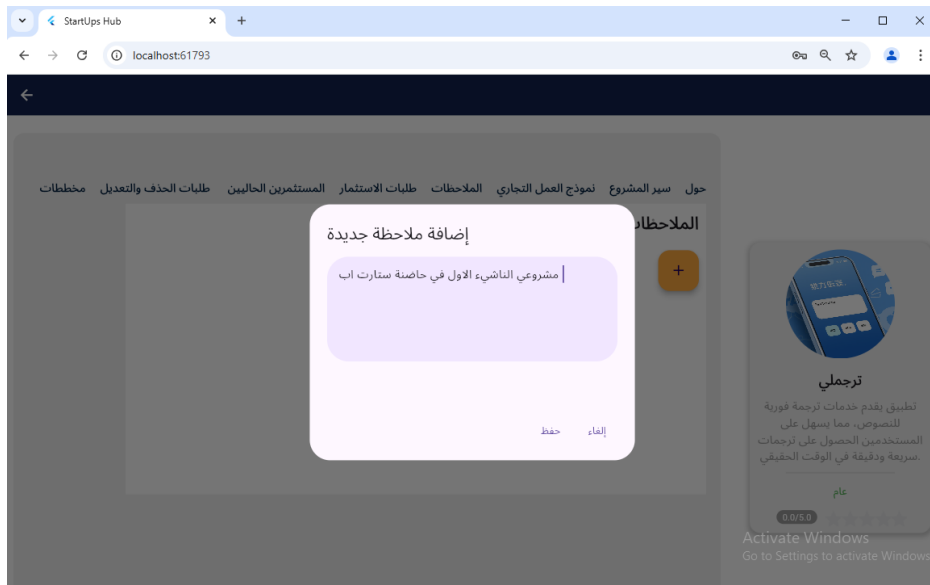 StartUps Hub
localhost:61793
حول سير المشروع نموذج العمل التجاري الملاحظات طلبات الاستثمار المستثمرين الحاليين طلبات الحذف والتعديل مخططات
الملاحظات
+
إضافة ملاحظة جديدة
مشروعي الناشيء الاول في حاضنة ستارت اب
إلغاء حفظ
ترجملي
تطبيق يقدم خدمات ترجمة فورية
للنصوص، مما يسهل على
المستخدمين الحصول على ترجمات
سريعة ودقيقة في الوقت الحقيقي.
عام
0.0/5.0
Activate Windows
Go to Settings to activate Windows